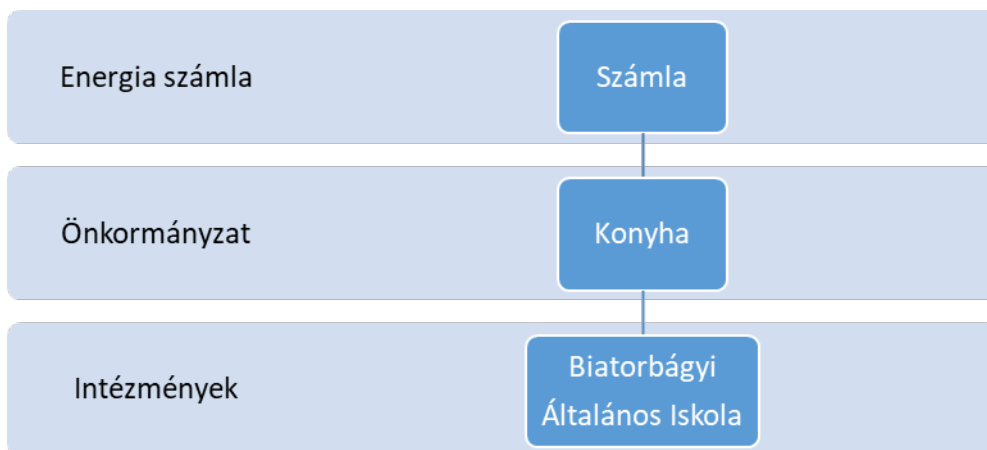 Energia számla
Számla
Önkormányzat
Konyha
Intézmények
Biatorbágyi
Általános Iskola